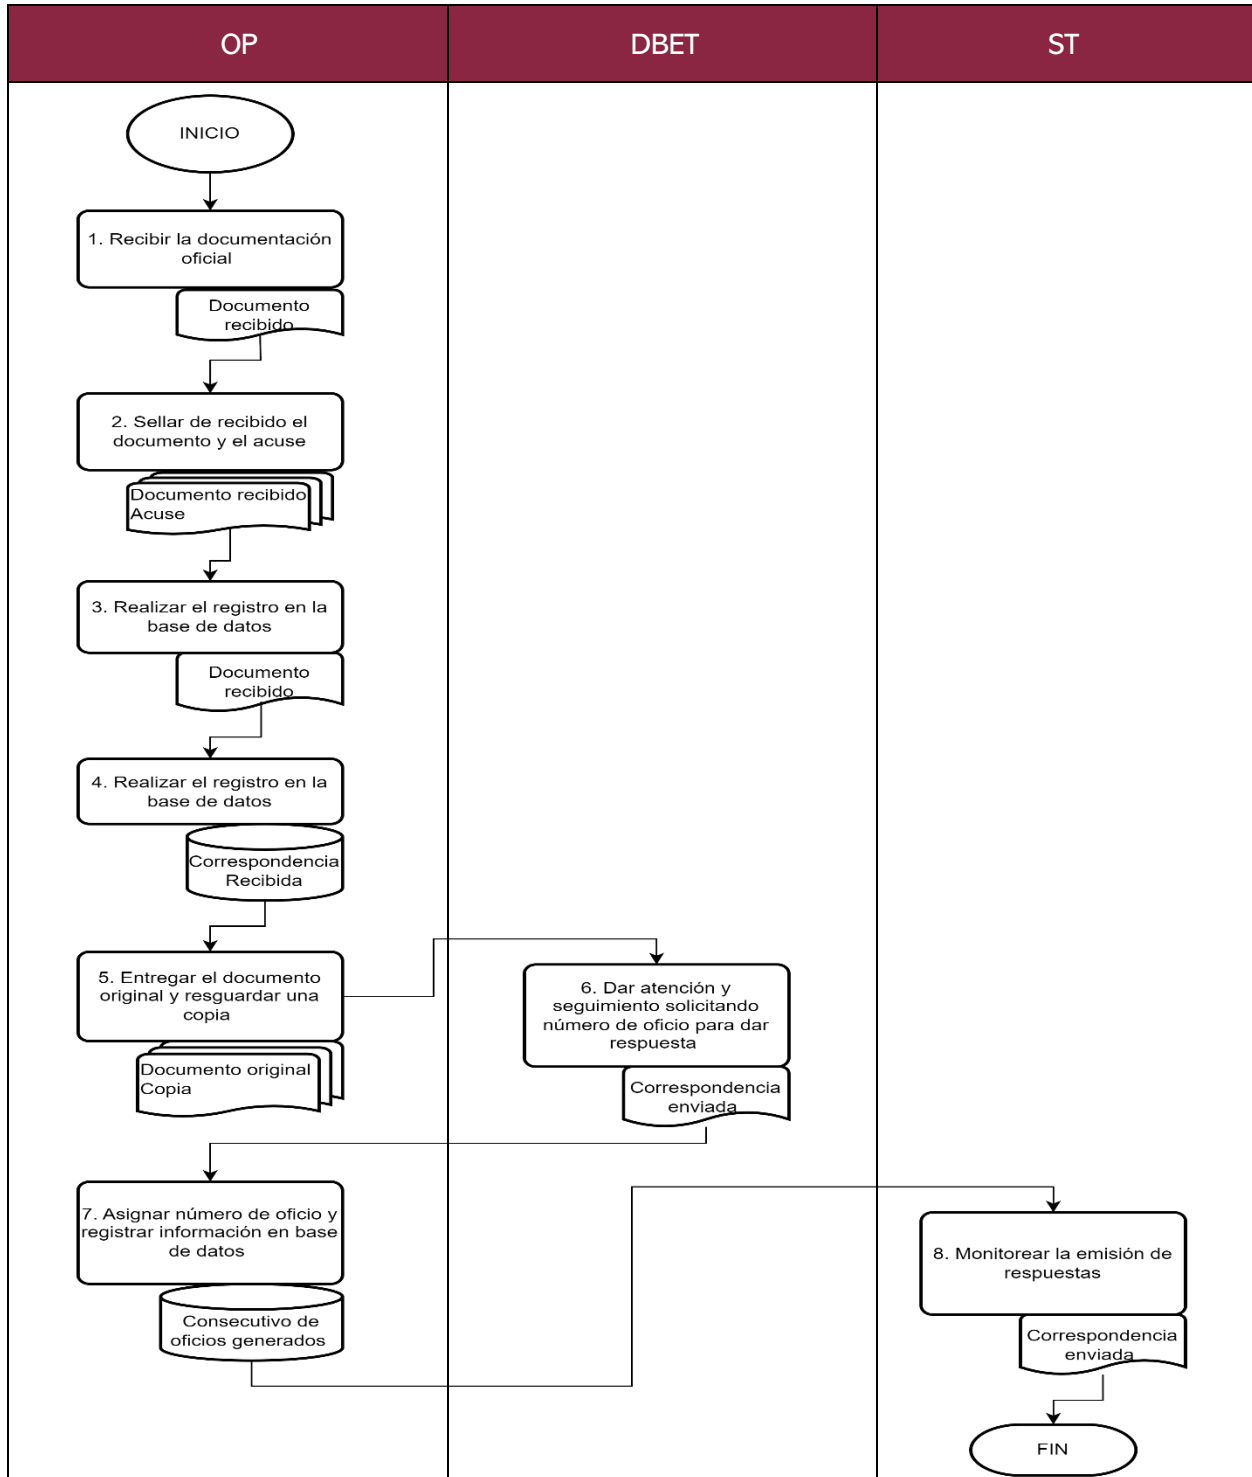 OP
DBET
ST
INICIO
1. Recibir la documentación
oficial
Documento
recibido
2. Sellar de recibido el
documento y el acuse
Documento recibido
Acuse
3. Realizar el registro en la
base de datos
Documento
recibido
4. Realizar el registro en la
base de datos
Correspondencia
Recibida
5. Entregar el documento
original y resguardar una
copia
Documento original
Copia
6. Dar atención y
seguimiento solicitando
número de oficio para dar
respuesta
Correspondencia
enviada
7. Asignar número de oficio y
registrar información en base
de datos
Consecutivo de
oficios generados
8. Monitorear la emisión de
respuestas
Correspondencia
enviada
FIN